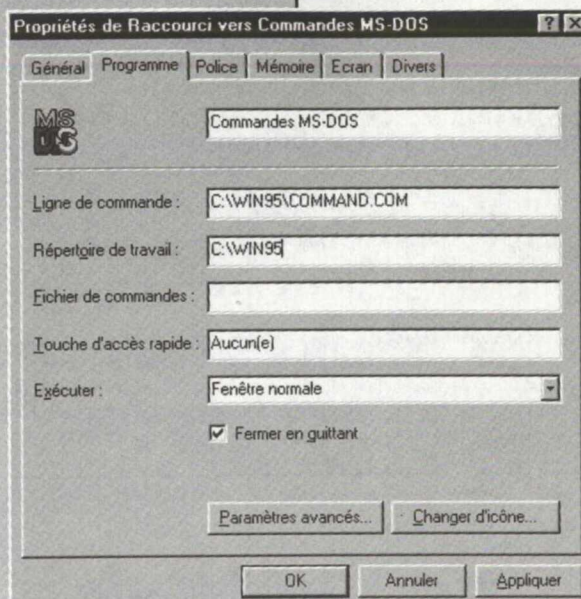 Propriétés de Raccourci vers Commandes MS-DOS
Général Programme Police Mémoire Ecran Divers
MS DOS
Commandes MS-DOS
Ligne de commande : C:\WIN95\COMMAND.COM
Répertoire de travail : C:\WIN95
Fichier de commandes :
Touche d'accès rapide : Aucun(e)
Exécuter : Fenêtre normale
Fermer en quittant
Paramètres avancés... Changer d'icône...
OK Annuler Appliquer